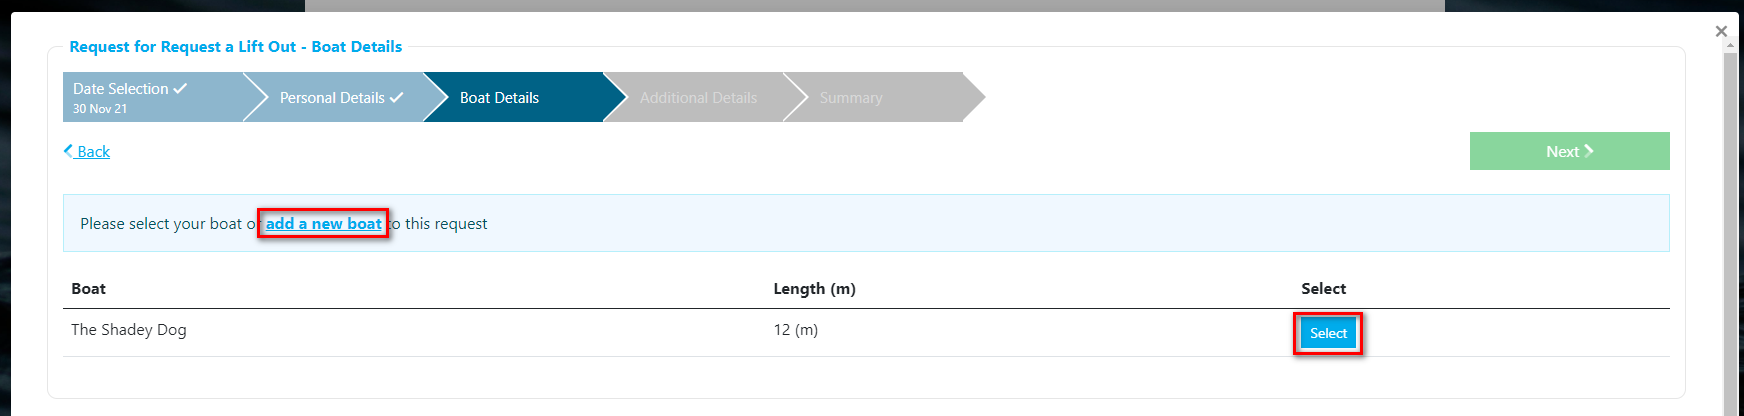 Request for Request a Lift Out - Boat Details
Date Selection
30 Nov 21
Personal Details
Boat Details
Additional Details
Summary
Back
Next
Please select your boat or add a new boat to this request
Boat Length (m) Select
The Shadey Dog 12 (m) Select